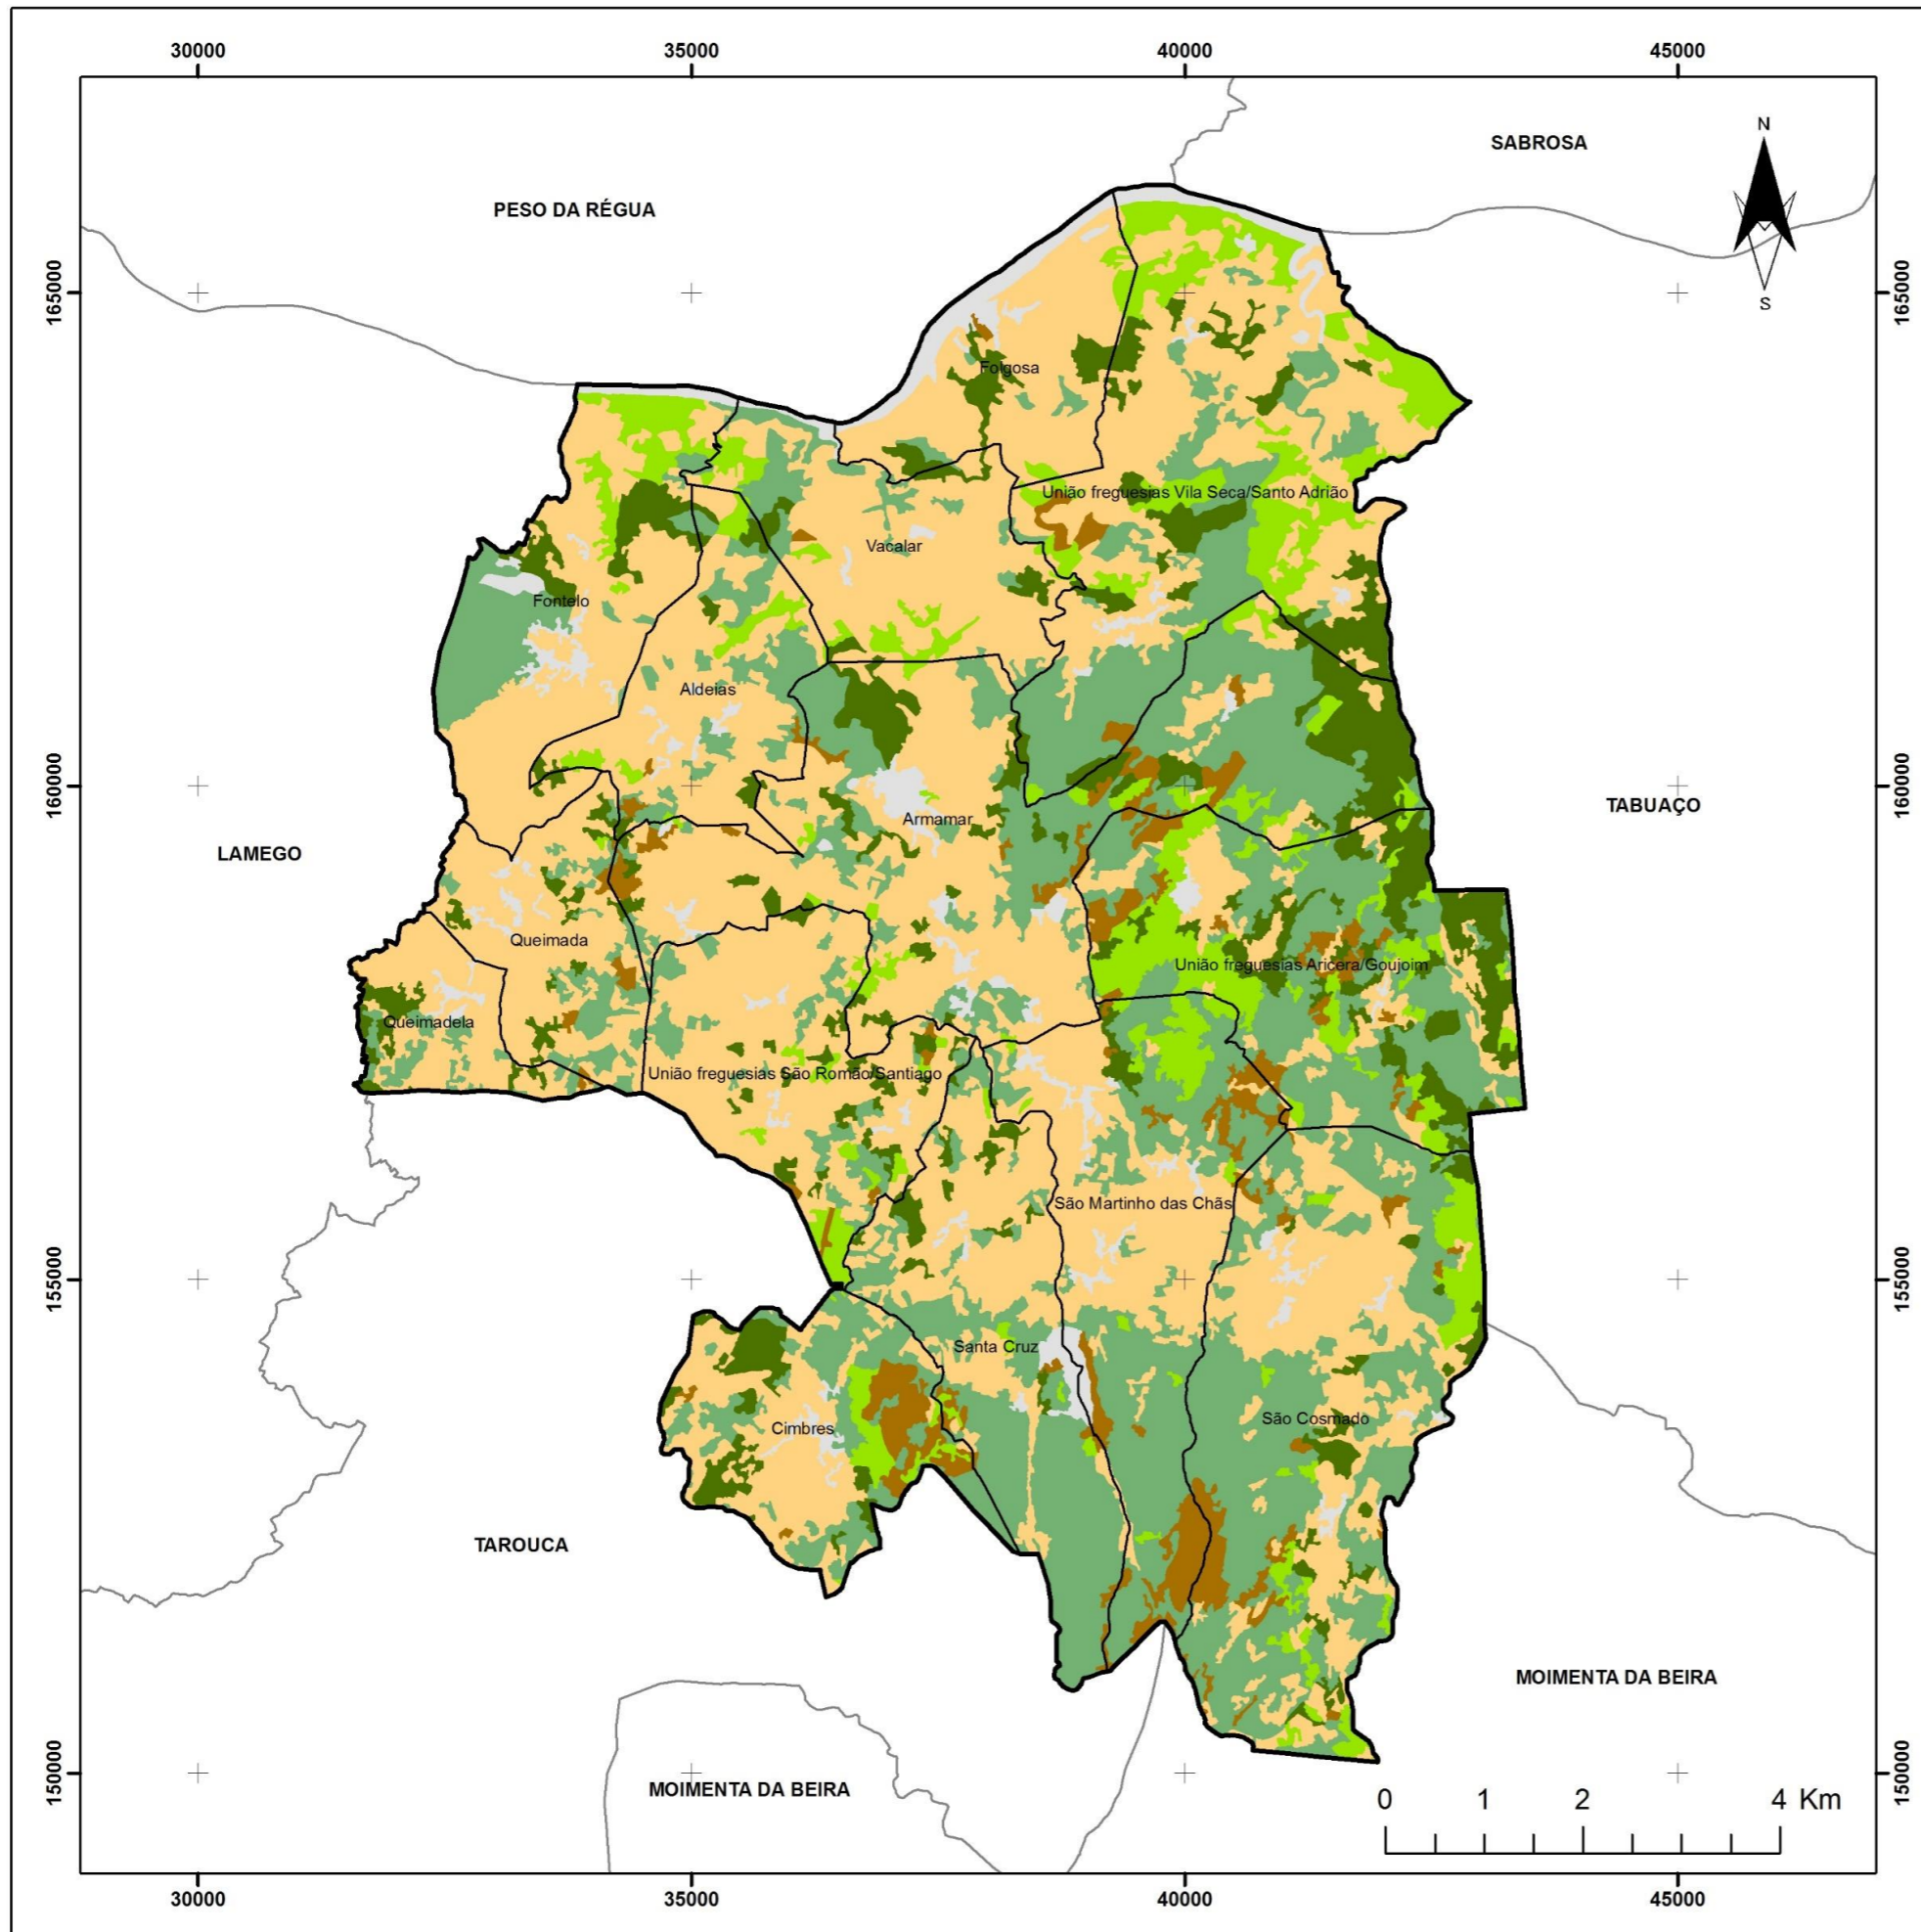 30000 35000 40000 45000
N
SABROSA
PESO DA RÉGUA
S
165000 165000
Folgosa
União freguesias Vila Seca/Santo Adrião
Vacalar
Fontelo
Aldeias
160000 160000
TABUAÇO
Armamar
LAMEGO
Queimada
União freguesias Aricera/Goujoim
Queimadela
União freguesias São Romão/Santiago
São Martinho das Chãs
155000 155000
Santa Cruz
São Cosmado
Cimbres
TAROUCA
MOIMENTA DA BEIRA
150000 150000
MOIMENTA DA BEIRA
0 1 2 4 Km
30000 35000 40000 45000